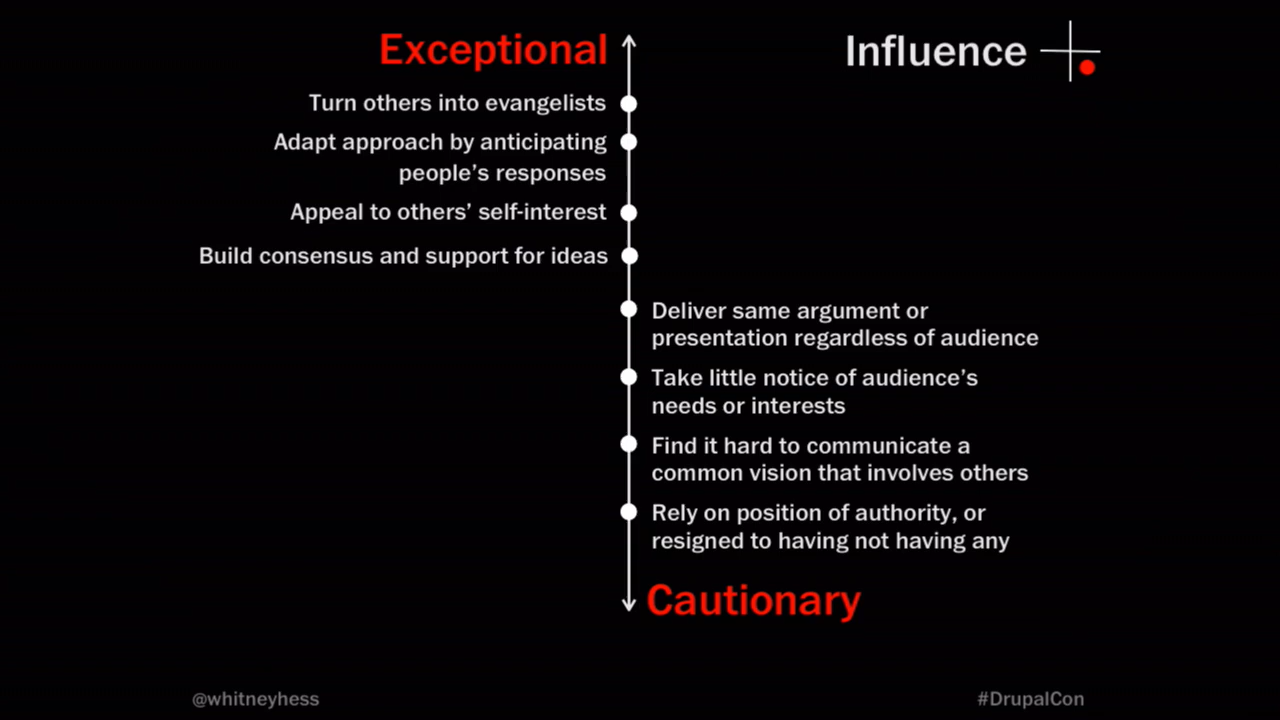 Exceptional
Influence
Turn others into evangelists
Adapt approach by anticipating
people’s responses
Appeal to others’ self-interest
Build consensus and support for ideas
Deliver same argument or
presentation regardless of audience
Take little notice of audience’s
needs or interests
Find it hard to communicate a
common vision that involves others
Rely on position of authority, or
resigned to having not having any
Cautionary
@whitneyhess
#DrupalCon